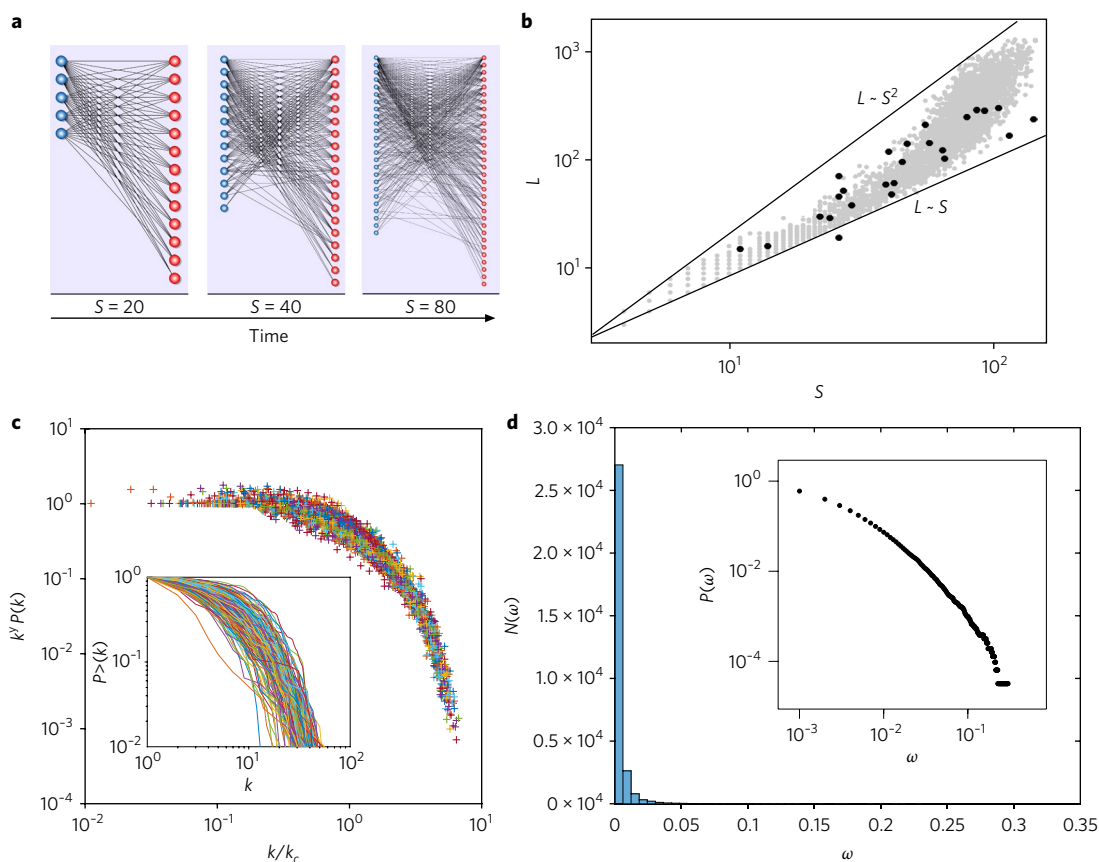 a
S = 20
S = 40
S = 80
Time
b
10³
10²
10¹
L
L ~ S²
L ~ S
10¹
10²
S
c
10¹
10⁰
10⁻¹
10⁻²
10⁻³
10⁻⁴
kᵞ P(k)
10⁻²
10⁻¹
10⁰
10¹
k/k꜀
10⁰
10⁻¹
10⁻²
P>(k)
10⁰
10¹
10²
k
d
3.0 × 10⁴
2.5 × 10⁴
2.0 × 10⁴
1.5 × 10⁴
1.0 × 10⁴
0.5 × 10⁴
0 × 10⁴
N(ω)
0
0.05
0.1
0.15
0.2
0.25
0.3
0.35
ω
10⁰
10⁻²
10⁻⁴
P(ω)
10⁻³
10⁻²
10⁻¹
ω